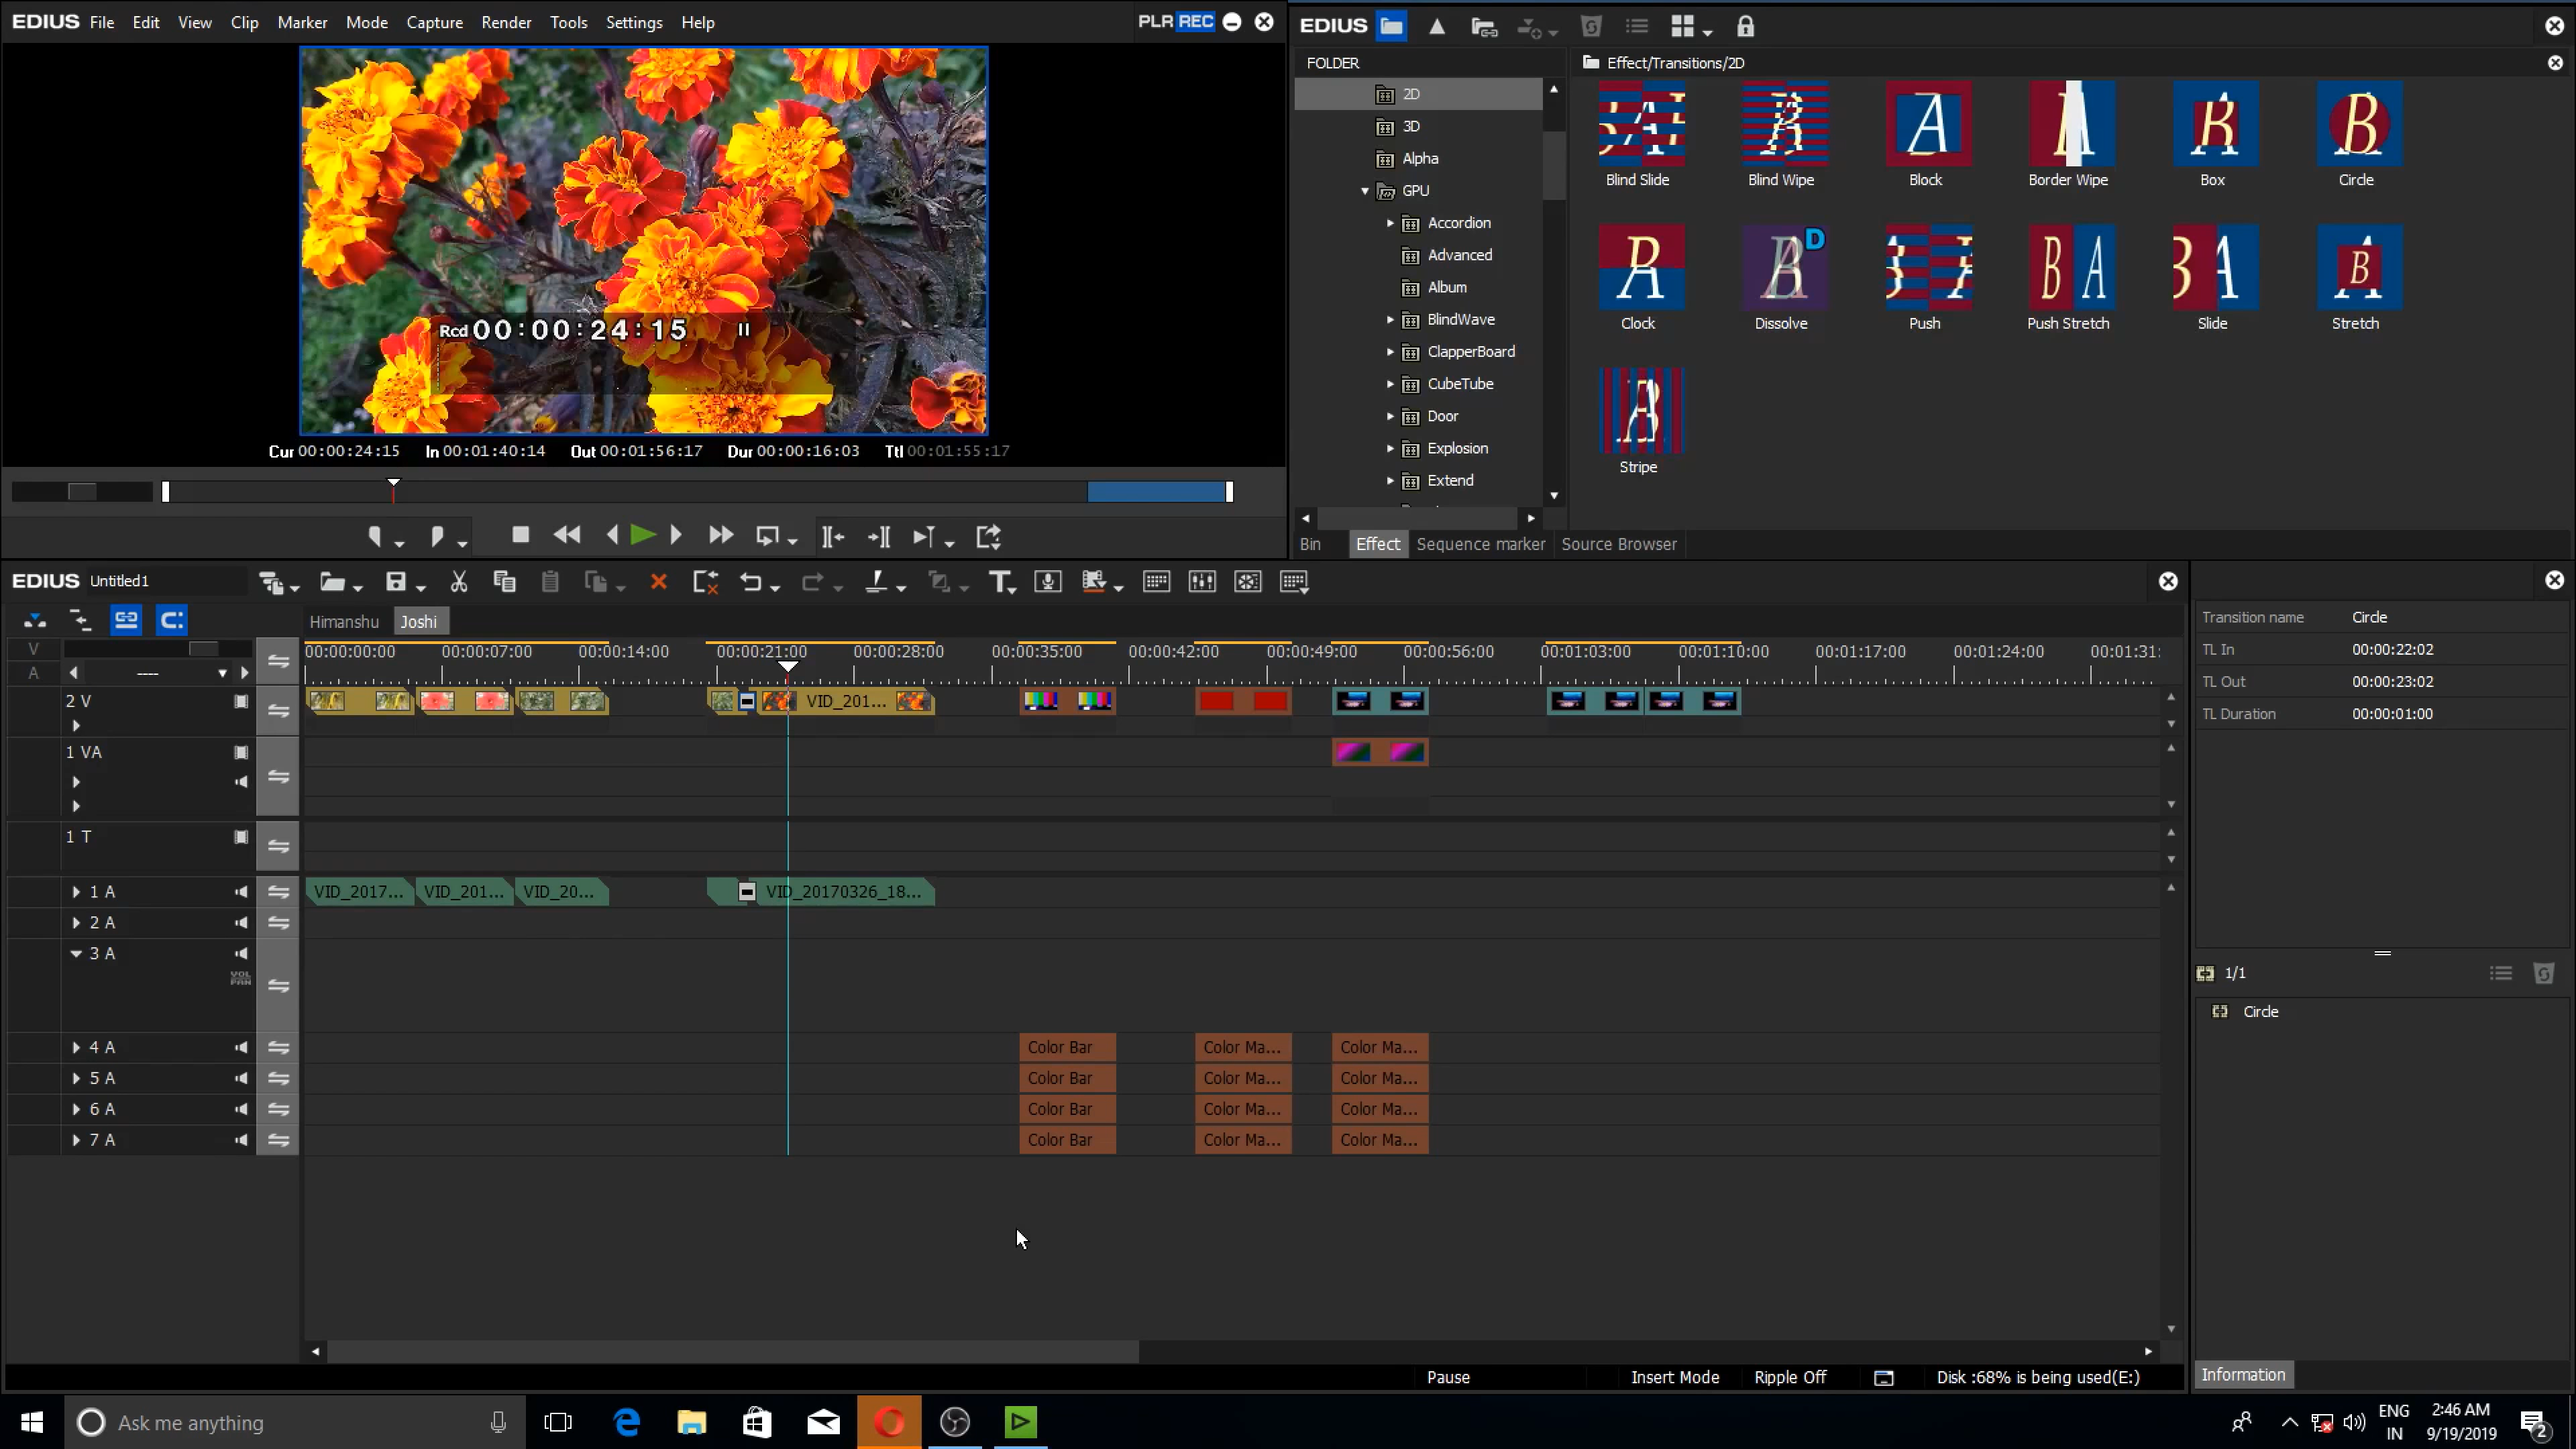 EDIUS File Edit View Clip Marker Mode Capture Render Tools Settings Help PLR REC
Rcd 00:00:24:15
Cur 00:00:24:15 In 00:01:40:14 Out 00:01:56:17 Dur 00:00:16:03 Ttl 00:01:55:17
EDIUS
FOLDER
2D
3D
Alpha
GPU
Accordion
Advanced
Album
BlindWave
ClapperBoard
CubeTube
Door
Explosion
Extend
Effect/Transitions/2D
Blind Slide Blind Wipe Block Border Wipe Box Circle
Clock Dissolve Push Push Stretch Slide Stretch
Stripe
Bin Effect Sequence marker Source Browser
EDIUS Untitled1
Himanshu Joshi
V
A
00:00:00:00 00:00:07:00 00:00:14:00 00:00:21:00 00:00:28:00 00:00:35:00 00:00:42:00 00:00:49:00 00:00:56:00 00:01:03:00 00:01:10:00 00:01:17:00 00:01:24:00 00:01:31:
2 V VID_201...
1 VA
1 T
1 A VID_2017... VID_201... VID_20... VID_20170326_18...
2 A
3 A
VOL
PAN
4 A Color Bar Color Ma... Color Ma...
5 A Color Bar Color Ma... Color Ma...
6 A Color Bar Color Ma... Color Ma...
7 A Color Bar Color Ma... Color Ma...
Transition name Circle
TL In 00:00:22:02
TL Out 00:00:23:02
TL Duration 00:00:01:00
1/1
Circle
Information
Pause Insert Mode Ripple Off Disk :68% is being used(E:)
Ask me anything
ENG
IN
2:46 AM
9/19/2019
2